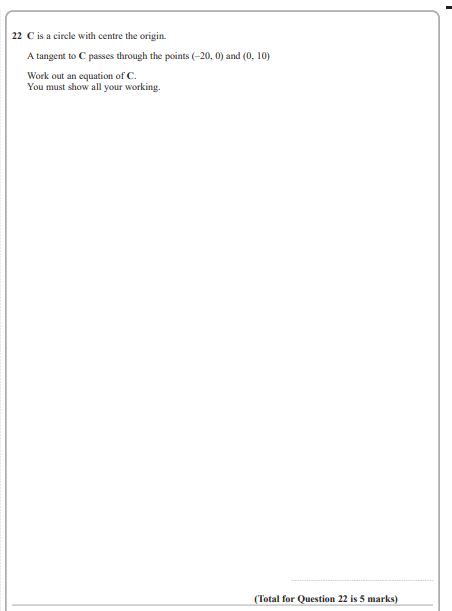 22 C is a circle with centre the origin.
A tangent to C passes through the points (–20, 0) and (0, 10)
Work out an equation of C.
You must show all your working.
(Total for Question 22 is 5 marks)